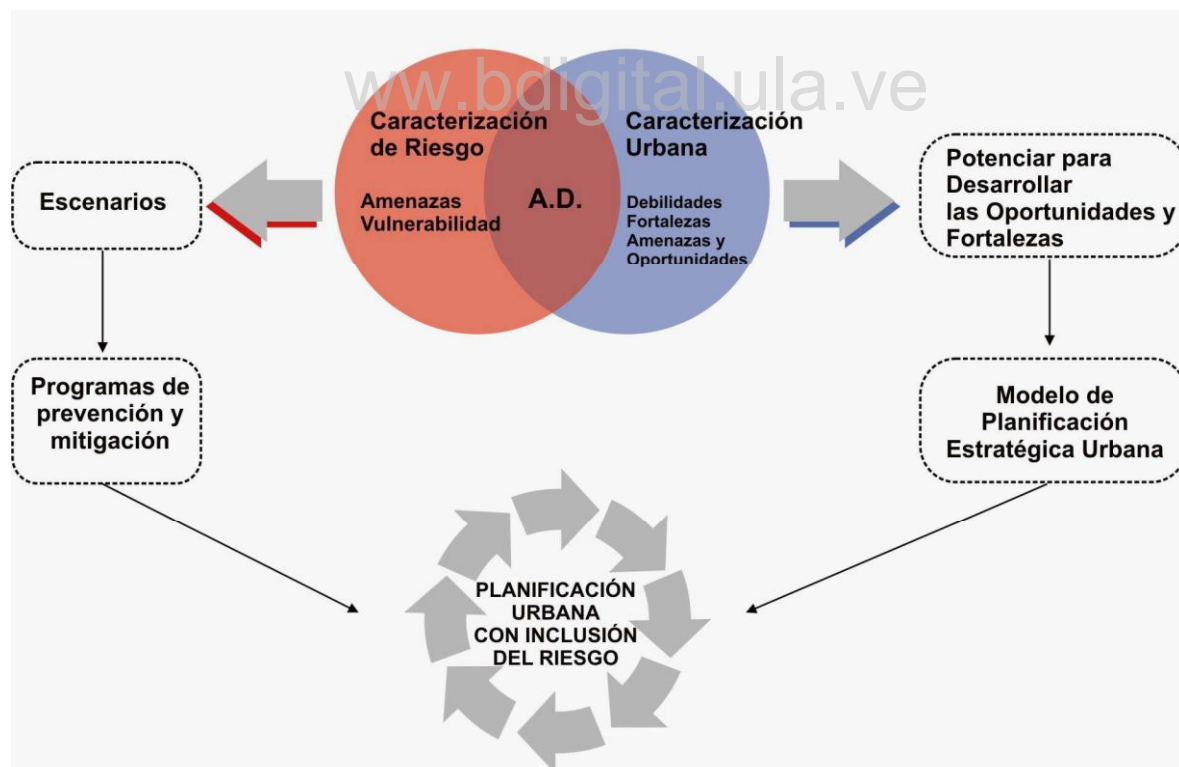 ww.bdigital.ula.ve
Caracterización
de Riesgo
Amenazas
Vulnerabilidad
A.D.
Caracterización
Urbana
Debilidades
Fortalezas
Amenazas y
Oportunidades
Escenarios
Potenciar para
Desarrollar
las Oportunidades y
Fortalezas
Programas de
prevención y
mitigación
Modelo de
Planificación
Estratégica Urbana
PLANIFICACIÓN
URBANA
CON INCLUSIÓN
DEL RIESGO